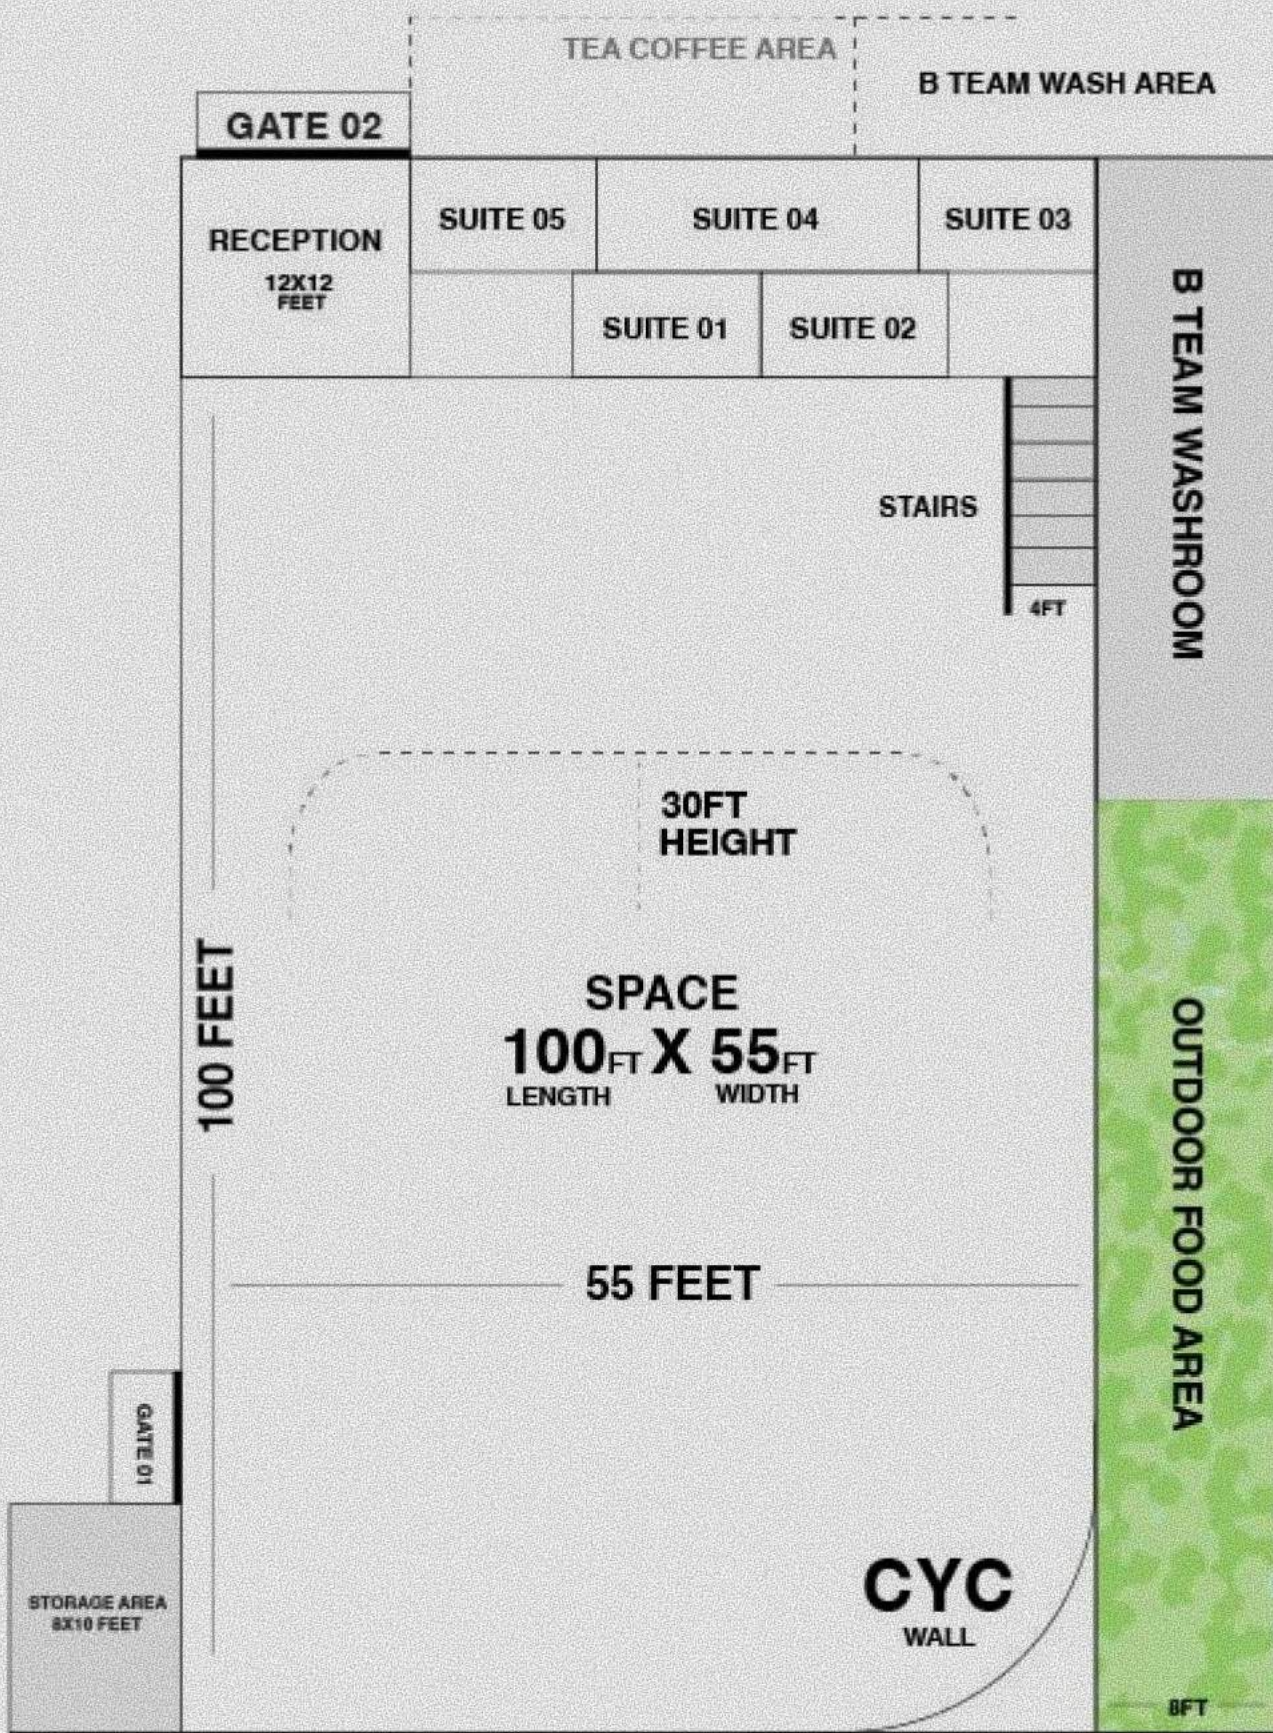 TEA COFFEE AREA
B TEAM WASH AREA
GATE 02
SUITE 05
SUITE 04
SUITE 03
RECEPTION
12X12
FEET
SUITE 01
SUITE 02
B TEAM WASHROOM
STAIRS
4FT
30FT
HEIGHT
100 FEET
SPACE
100FT X 55FT
LENGTH WIDTH
OUTDOOR FOOD AREA
55 FEET
GATE 01
CYC
WALL
STORAGE AREA
8X10 FEET
8FT